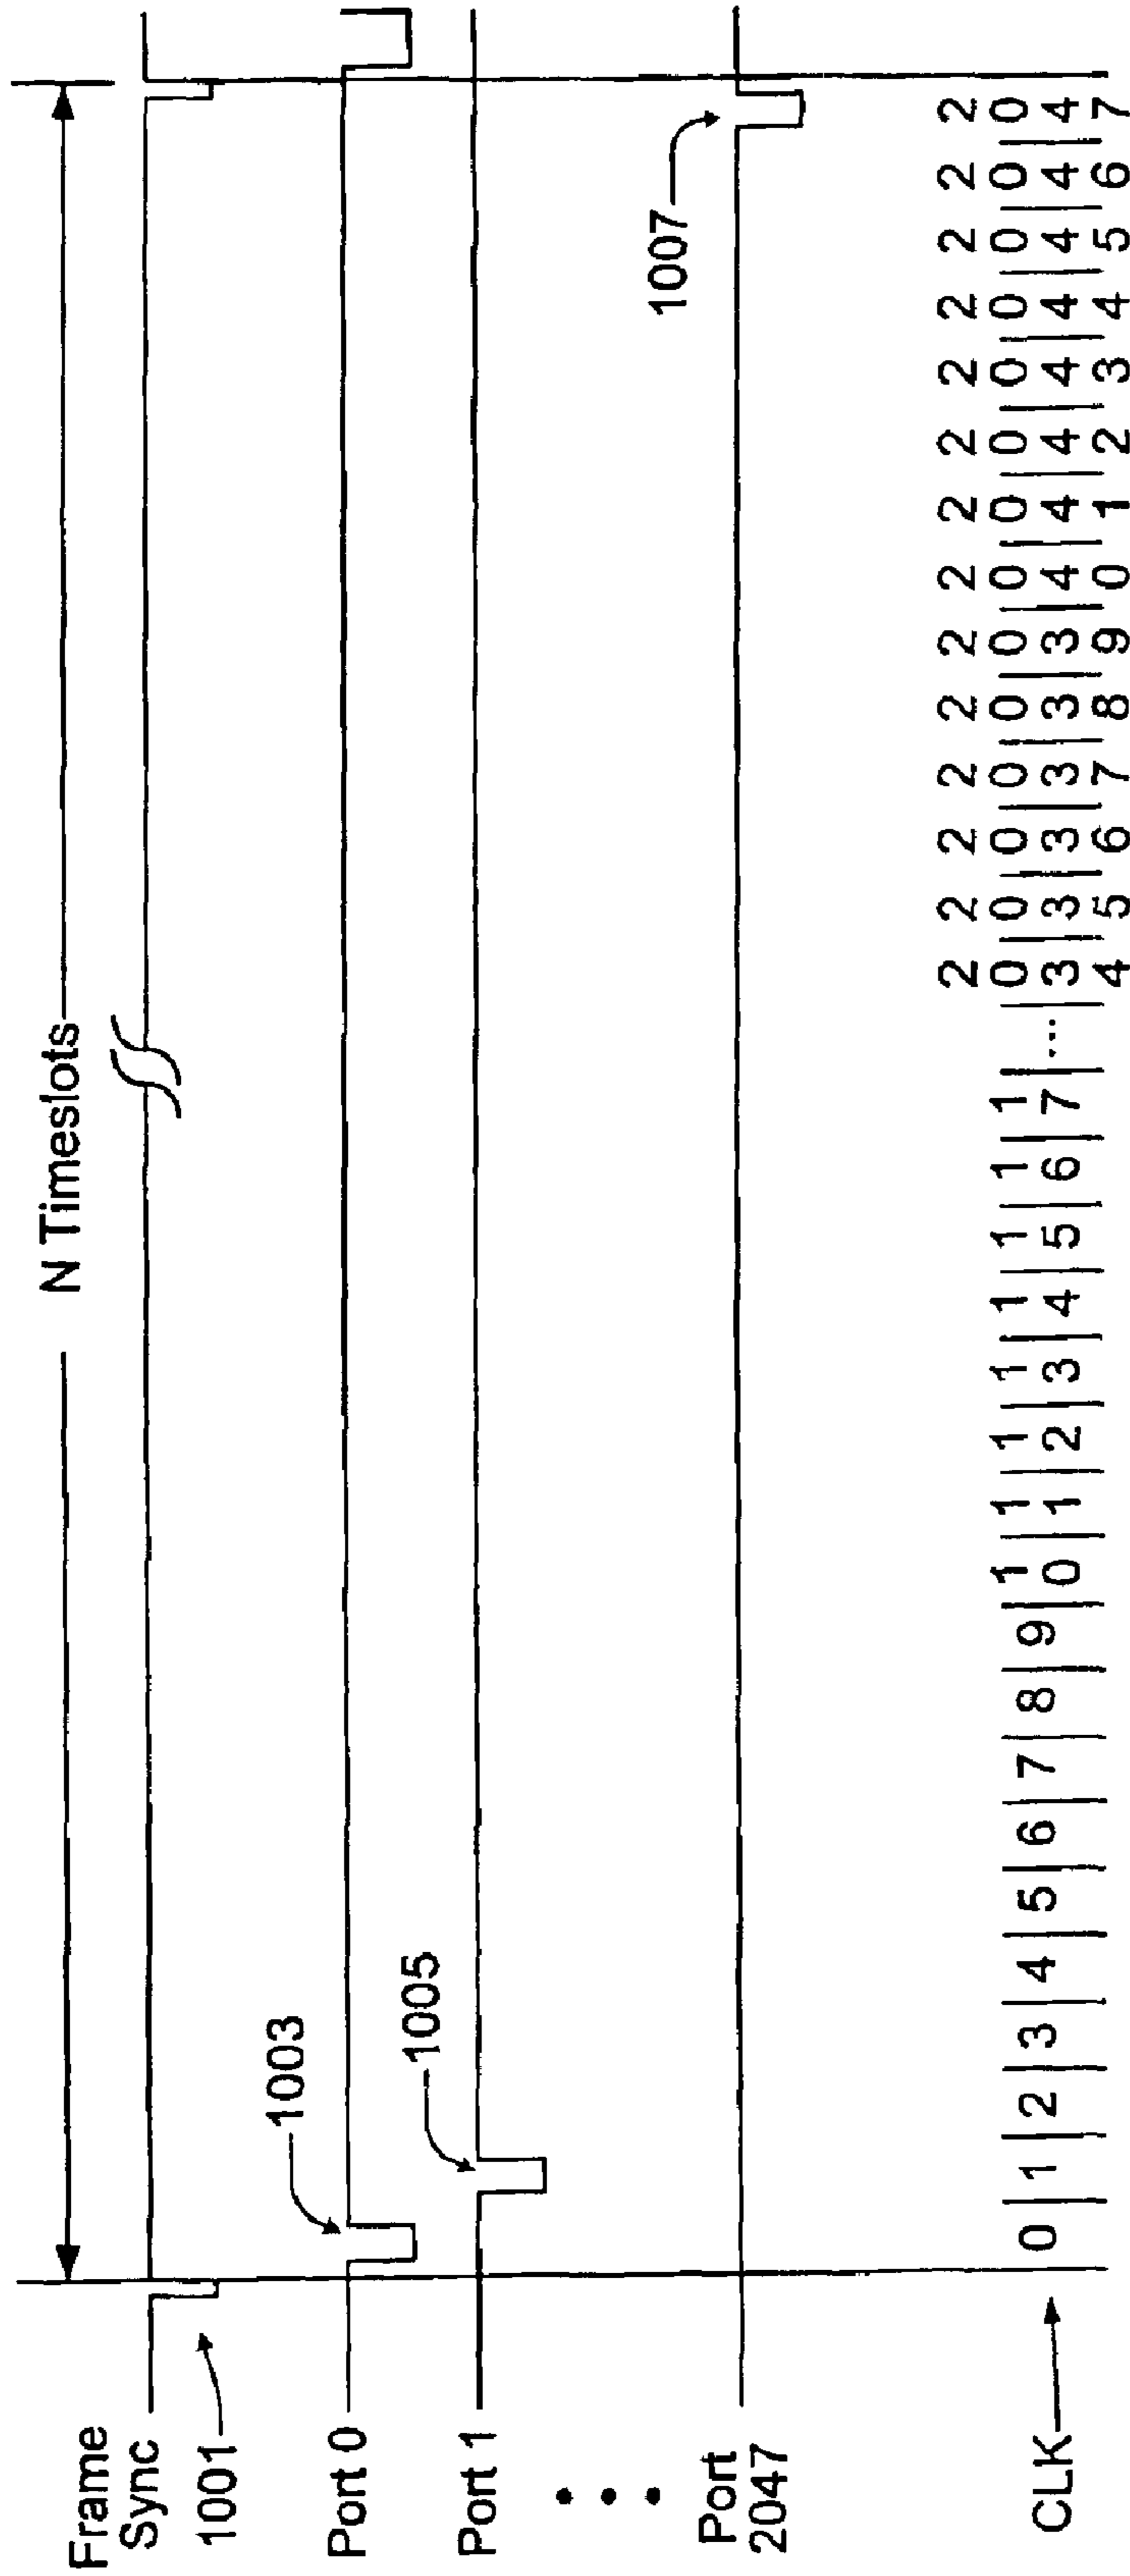 N Timeslots
Frame
Sync
1001
Port 0
1003
Port 1
1005
Port
2047
1007
CLK
0 1 2 3 4 5 6 7 8 9 10 11 12 13 14 15 16 17 ... 2034 2035 2036 2037 2038 2039 2040 2041 2042 2043 2044 2045 2046 2047